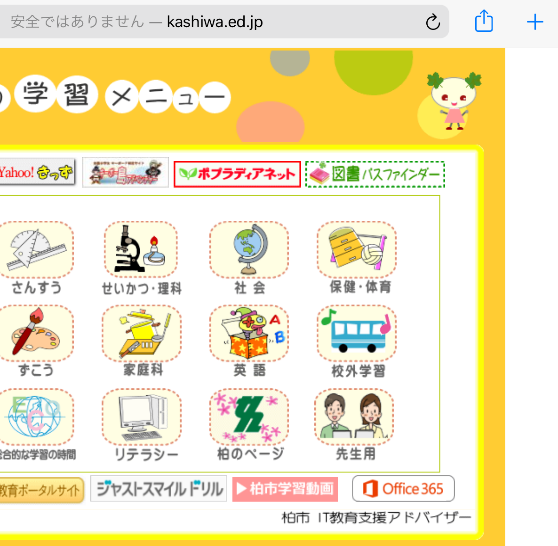 安全ではありません — kashiwa.ed.jp
の学習メニュー
Yahoo!きっず
ポプラディアネット
図書パスファインダー
さんすう
せいかつ・理科
社会
保健・体育
ずこう
家庭科
A
B
英語
校外学習
総合的な学習の時間
リテラシー
柏のページ
先生用
教育ポータルサイト
ジャストスマイルドリル
柏市学習動画
Office 365
柏市 IT教育支援アドバイザー